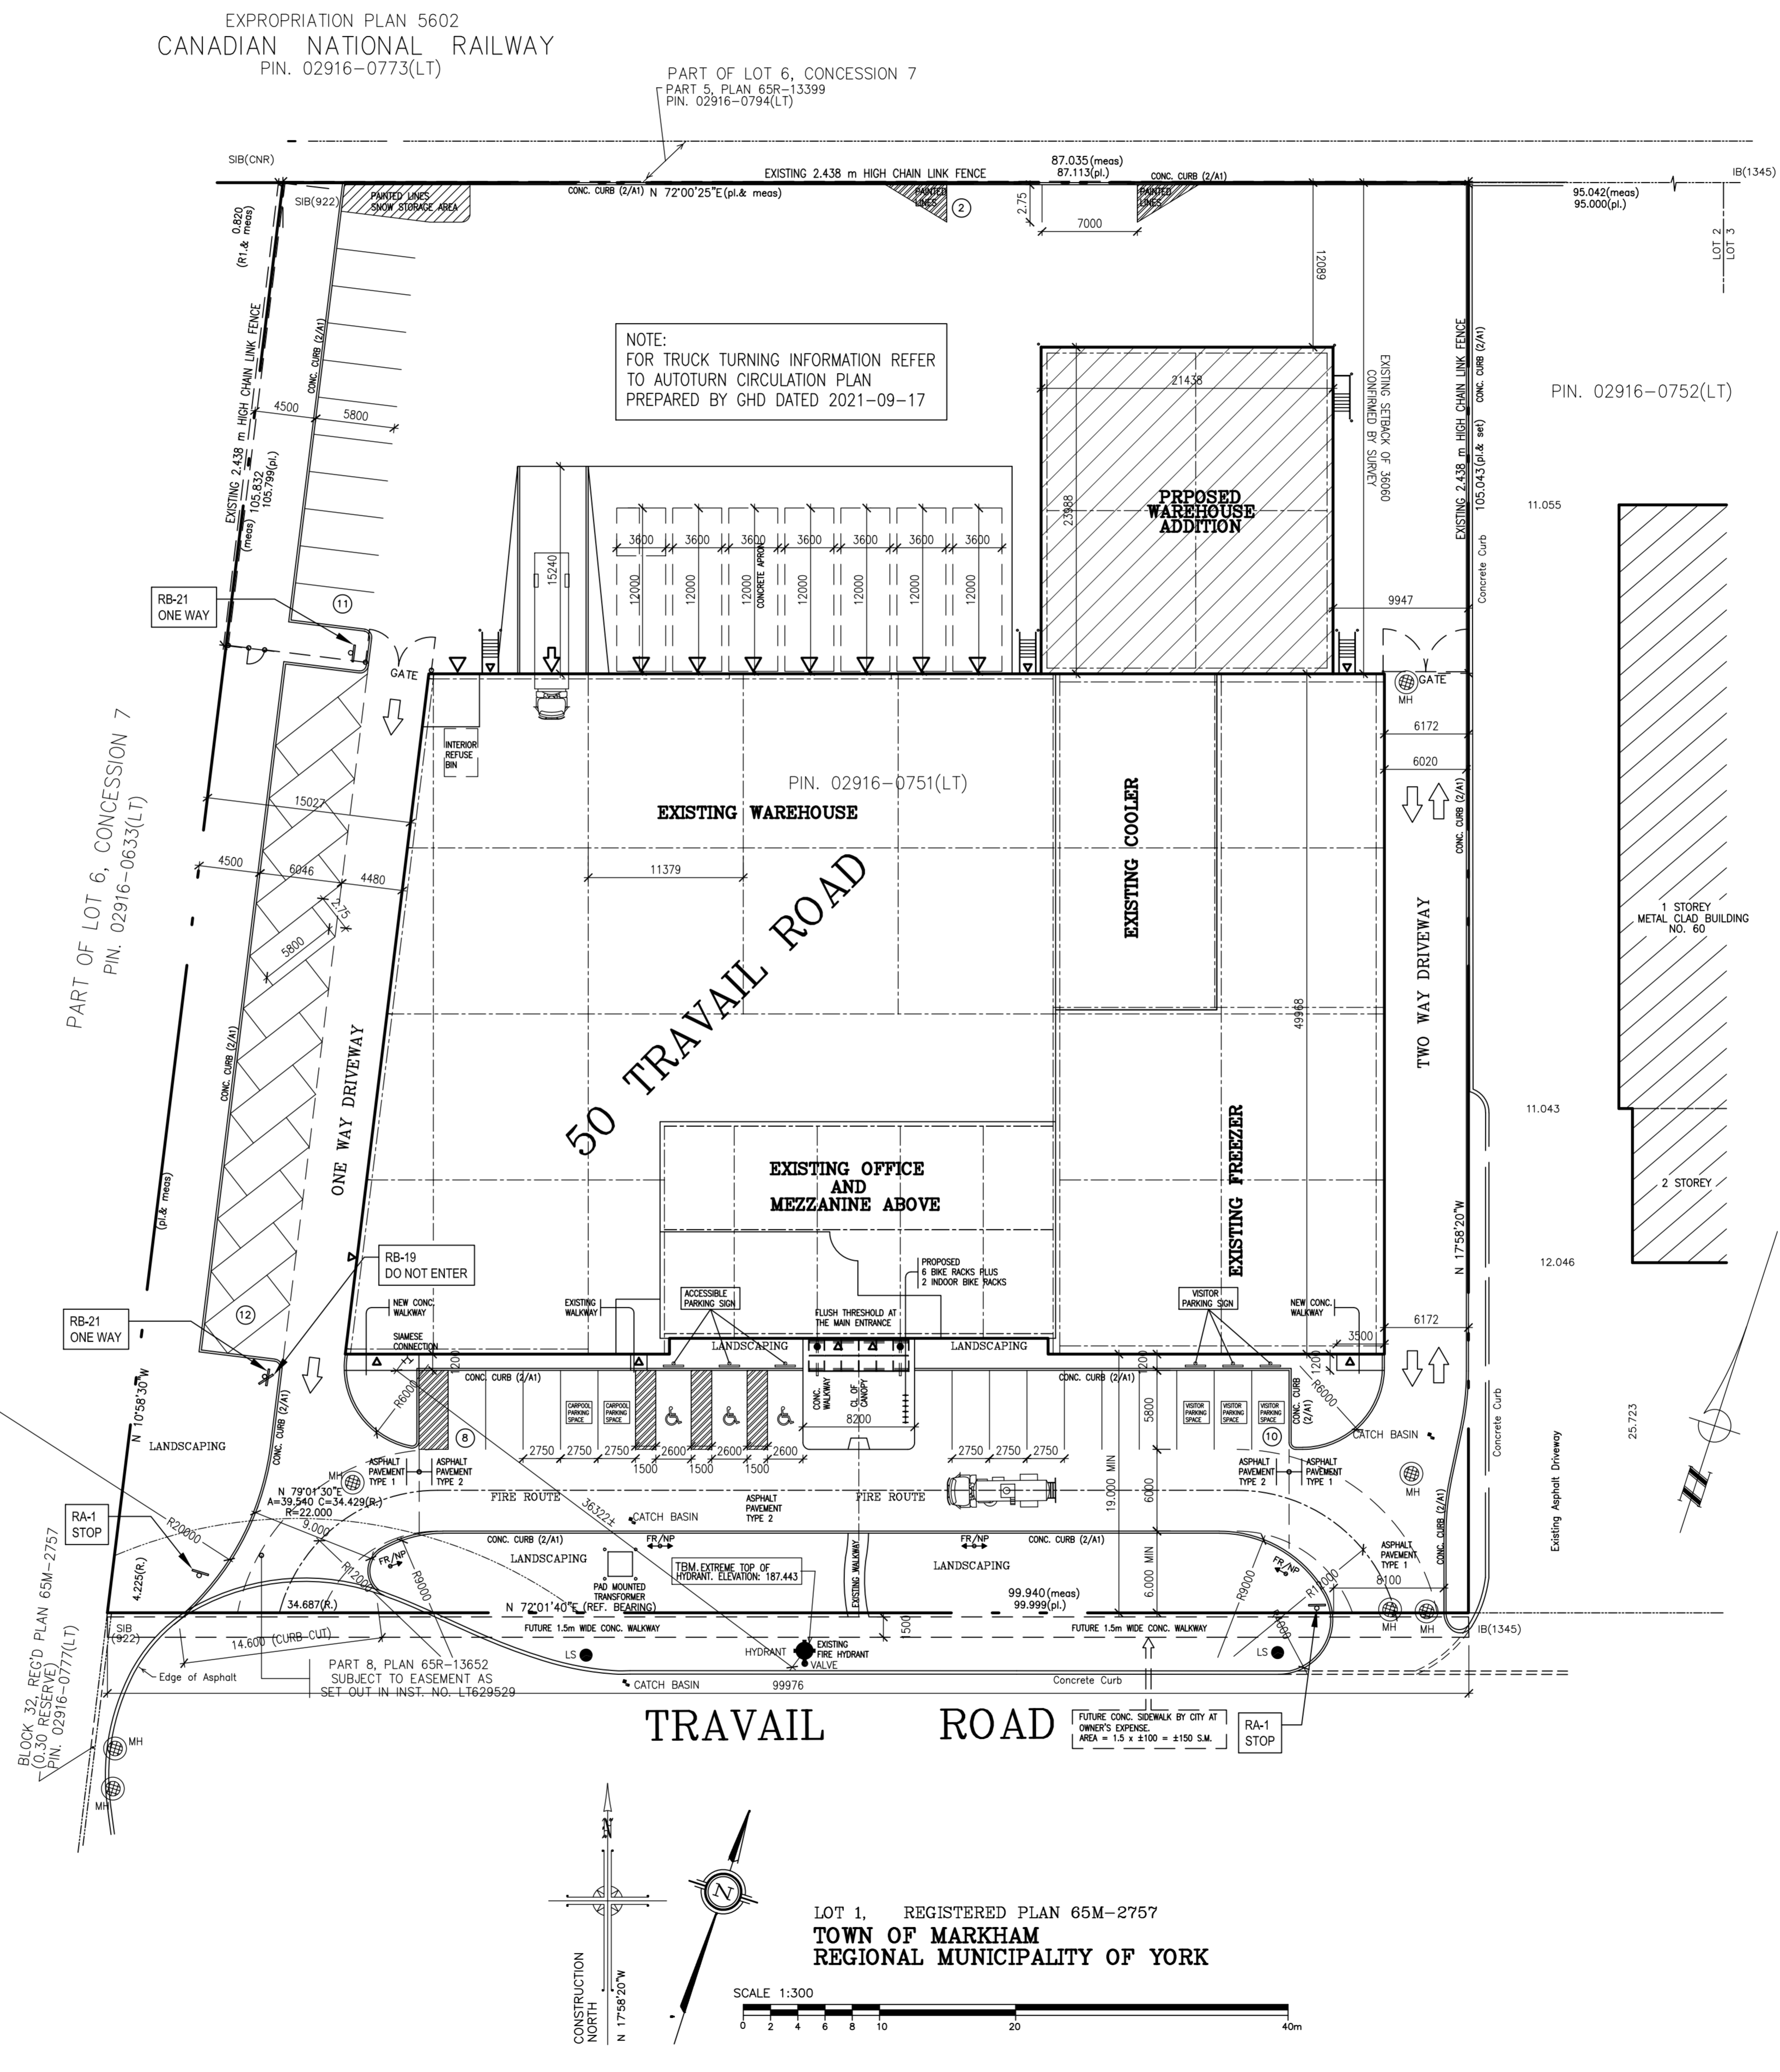 EXPROPRIATION PLAN 5602
CANADIAN NATIONAL RAILWAY
PIN. 02916-0773(LT)
PART OF LOT 6, CONCESSION 7
PART 5, PLAN 65R-13399
PIN. 02916-0794(LT)
SIB(CNR)
EXISTING 2.438 m HIGH CHAIN LINK FENCE
87.035(meas)
87.113(pl.)
CONC. CURB (2/A1)
IB(1345)
CONC. CURB (2/A1)
N 72°00'25"E(pl.& meas)
95.042(meas)
95.000(pl.)
SIB(922)
PAINTED LINES
SNOW STORAGE AREA
PAINTED
LINES
2
2.75
PAINTED
LINES
7000
0.820
(R1.& meas)
LOT 2
LOT 3
12089
NOTE:
FOR TRUCK TURNING INFORMATION REFER
TO AUTOTURN CIRCULATION PLAN
PREPARED BY GHD DATED 2021-09-17
EXISTING 2.438 m HIGH CHAIN LINK FENCE
CONC. CURB (2/A1)
4500
5800
(meas) 105.832
105.799(pl.)
21438
23988
PRPOSED
WAREHOUSE
ADDITION
EXISTING SETBACK OF 36060
CONFIRMED BY SURVEY
EXISTING 2.438 m HIGH CHAIN LINK FENCE
105.043(pl.& set)
CONC. CURB (2/A1)
Concrete Curb
PIN. 02916-0752(LT)
11.055
15240
3600
3600
3600
3600
3600
3600
3600
12000
12000
12000
CONCRETE APRON
12000
12000
12000
12000
9947
RB-21
ONE WAY
11
GATE
GATE
MH
6172
6020
INTERIOR
REFUSE
BIN
PIN. 02916-0751(LT)
EXISTING WAREHOUSE
EXISTING COOLER
CONC. CURB (2/A1)
PART OF LOT 6, CONCESSION 7
PIN. 02916-0633(LT)
15027
4500
6046
4480
2.75
5800
11379
50 TRAVAIL ROAD
49968
TWO WAY DRIVEWAY
1 STOREY
METAL CLAD BUILDING
NO. 60
CONC. CURB (2/A1)
ONE WAY DRIVEWAY
11.043
EXISTING OFFICE
AND
MEZZANINE ABOVE
EXISTING FREEZER
2 STOREY
(pl.& meas)
N 17°58'20"W
12.046
RB-19
DO NOT ENTER
PROPOSED
6 BIKE RACKS PLUS
2 INDOOR BIKE RACKS
ACCESSIBLE
PARKING SIGN
VISITOR
PARKING SIGN
NEW CONC.
WALKWAY
EXISTING
WALKWAY
FLUSH THRESHOLD AT
THE MAIN ENTRANCE
NEW CONC.
WALKWAY
12
RB-21
ONE WAY
SIAMESE
CONNECTION
LANDSCAPING
LANDSCAPING
3500
6172
1200
1200
1200
CONC. CURB (2/A1)
CONC. CURB (2/A1)
N 10°58'30"W
CONC. CURB (2/A1)
R6000
CARPOOL
PARKING
SPACE
CARPOOL
PARKING
SPACE
CONC.
WALKWAY
CL OF
CANOPY
8200
5800
VISITOR
PARKING
SPACE
VISITOR
PARKING
SPACE
VISITOR
PARKING
SPACE
CONC. CURB
(2/A1)
R6000
LANDSCAPING
8
10
CATCH BASIN
Concrete Curb
25.723
2750
2750
2750
2600
2600
2600
1500
1500
1500
2750
2750
2750
ASPHALT
PAVEMENT
TYPE 1
ASPHALT
PAVEMENT
TYPE 2
ASPHALT
PAVEMENT
TYPE 2
ASPHALT
PAVEMENT
TYPE 1
MH
MH
N 79°01'30"E
A=39.540 C=34.429(R.)
R=22.000
FIRE ROUTE
FIRE ROUTE
19.000 MIN
6000
ASPHALT
PAVEMENT
TYPE 2
36322±
CATCH BASIN
RA-1
STOP
R20000
9.000
CONC. CURB (2/A1)
CONC. CURB (2/A1)
CONC. CURB (2/A1)
FR/NP
FR/NP
FR/NP
FR/NP
LANDSCAPING
LANDSCAPING
R12000
R9000
PAD MOUNTED
TRANSFORMER
TBM.EXTREME TOP OF
HYDRANT. ELEVATION: 187.443
EXISTING WALKWAY
6.000 MIN
R9000
8100
ASPHALT
PAVEMENT
TYPE 1
CONC. CURB (2/A1)
Existing Asphalt Driveway
4.225(R.)
34.687(R.)
N 72°01'40"E (REF. BEARING)
99.940(meas)
99.999(pl.)
BLOCK 32, REG'D PLAN 65M-2757
(0.30 RESERVE)
PIN. 02916-0777(LT)
SIB
(922)
14.600 (CURB-CUT)
FUTURE 1.5m WIDE CONC. WALKWAY
1500
FUTURE 1.5m WIDE CONC. WALKWAY
MH
MH
IB(1345)
LS
HYDRANT
EXISTING
FIRE HYDRANT
VALVE
LS
Edge of Asphalt
PART 8, PLAN 65R-13652
SUBJECT TO EASEMENT AS
SET OUT IN INST. NO. LT629529
CATCH BASIN
99976
Concrete Curb
TRAVAIL ROAD
FUTURE CONC. SIDEWALK BY CITY AT
OWNER'S EXPENSE.
AREA = 1.5 x ±100 = ±150 S.M.
RA-1
STOP
MH
MH
N
N
CONSTRUCTION
NORTH
N 17°58'20"W
LOT 1, REGISTERED PLAN 65M-2757
TOWN OF MARKHAM
REGIONAL MUNICIPALITY OF YORK
SCALE 1:300
0 2 4 6 8 10 20 40m